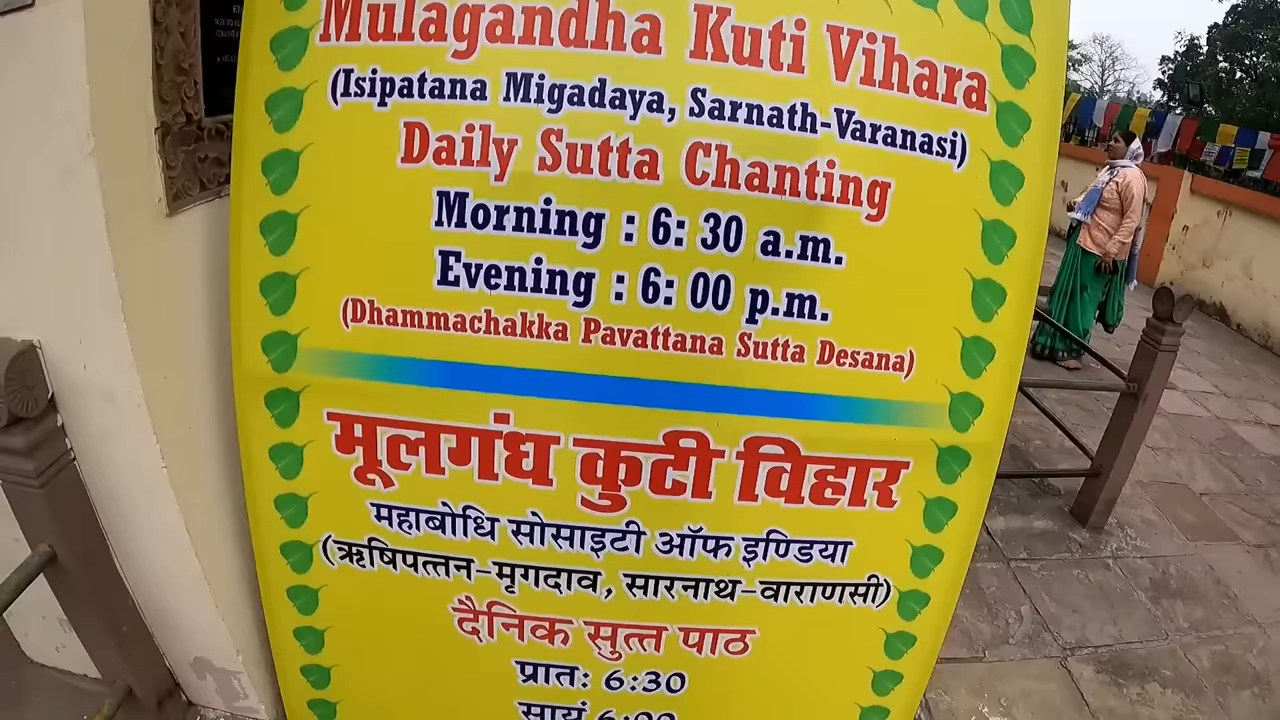 Mulagandha Kuti Vihara
(Isipatana Migadaya, Sarnath-Varanasi)
Daily Sutta Chanting
Morning : 6: 30 a.m.
Evening : 6: 00 p.m.
(Dhammachakka Pavattana Sutta Desana)
मूलगंध कुटी विहार
महाबोधि सोसाइटी ऑफ इण्डिया
(ऋषिपत्तन-मृगदाव, सारनाथ-वाराणसी)
दैनिक सुत्त पाठ
प्रातः 6:30
सायं 6:00